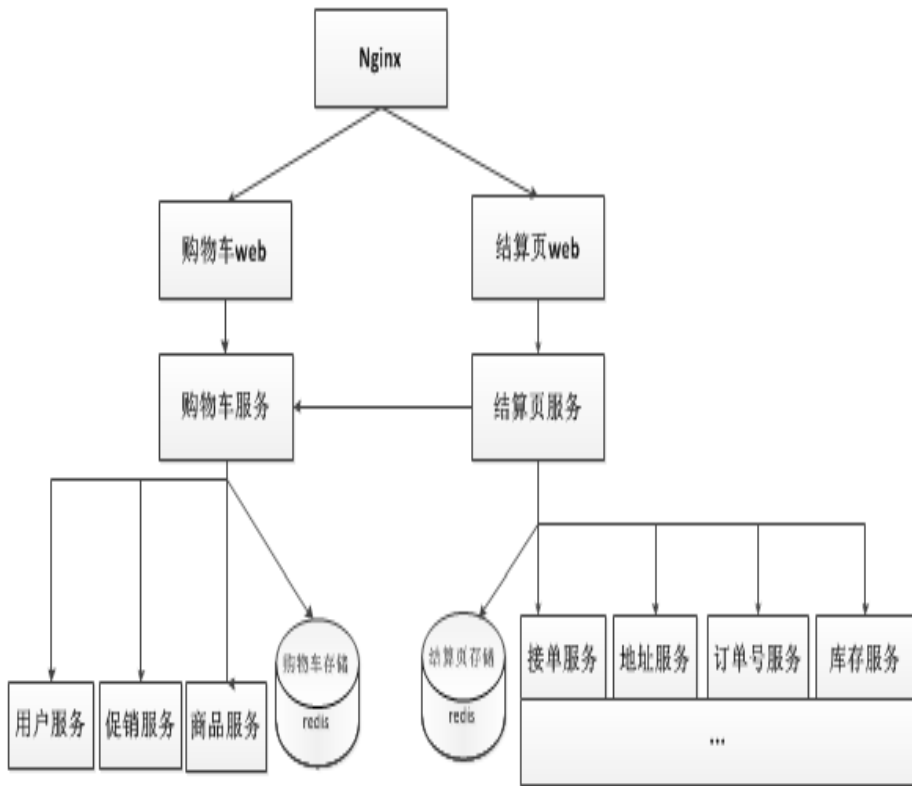 Nginx
购物车web
结算页web
购物车服务
结算页服务
购物车存储
redis
结算页存储
redis
接单服务
地址服务
订单号服务
库存服务
用户服务
促销服务
商品服务
...